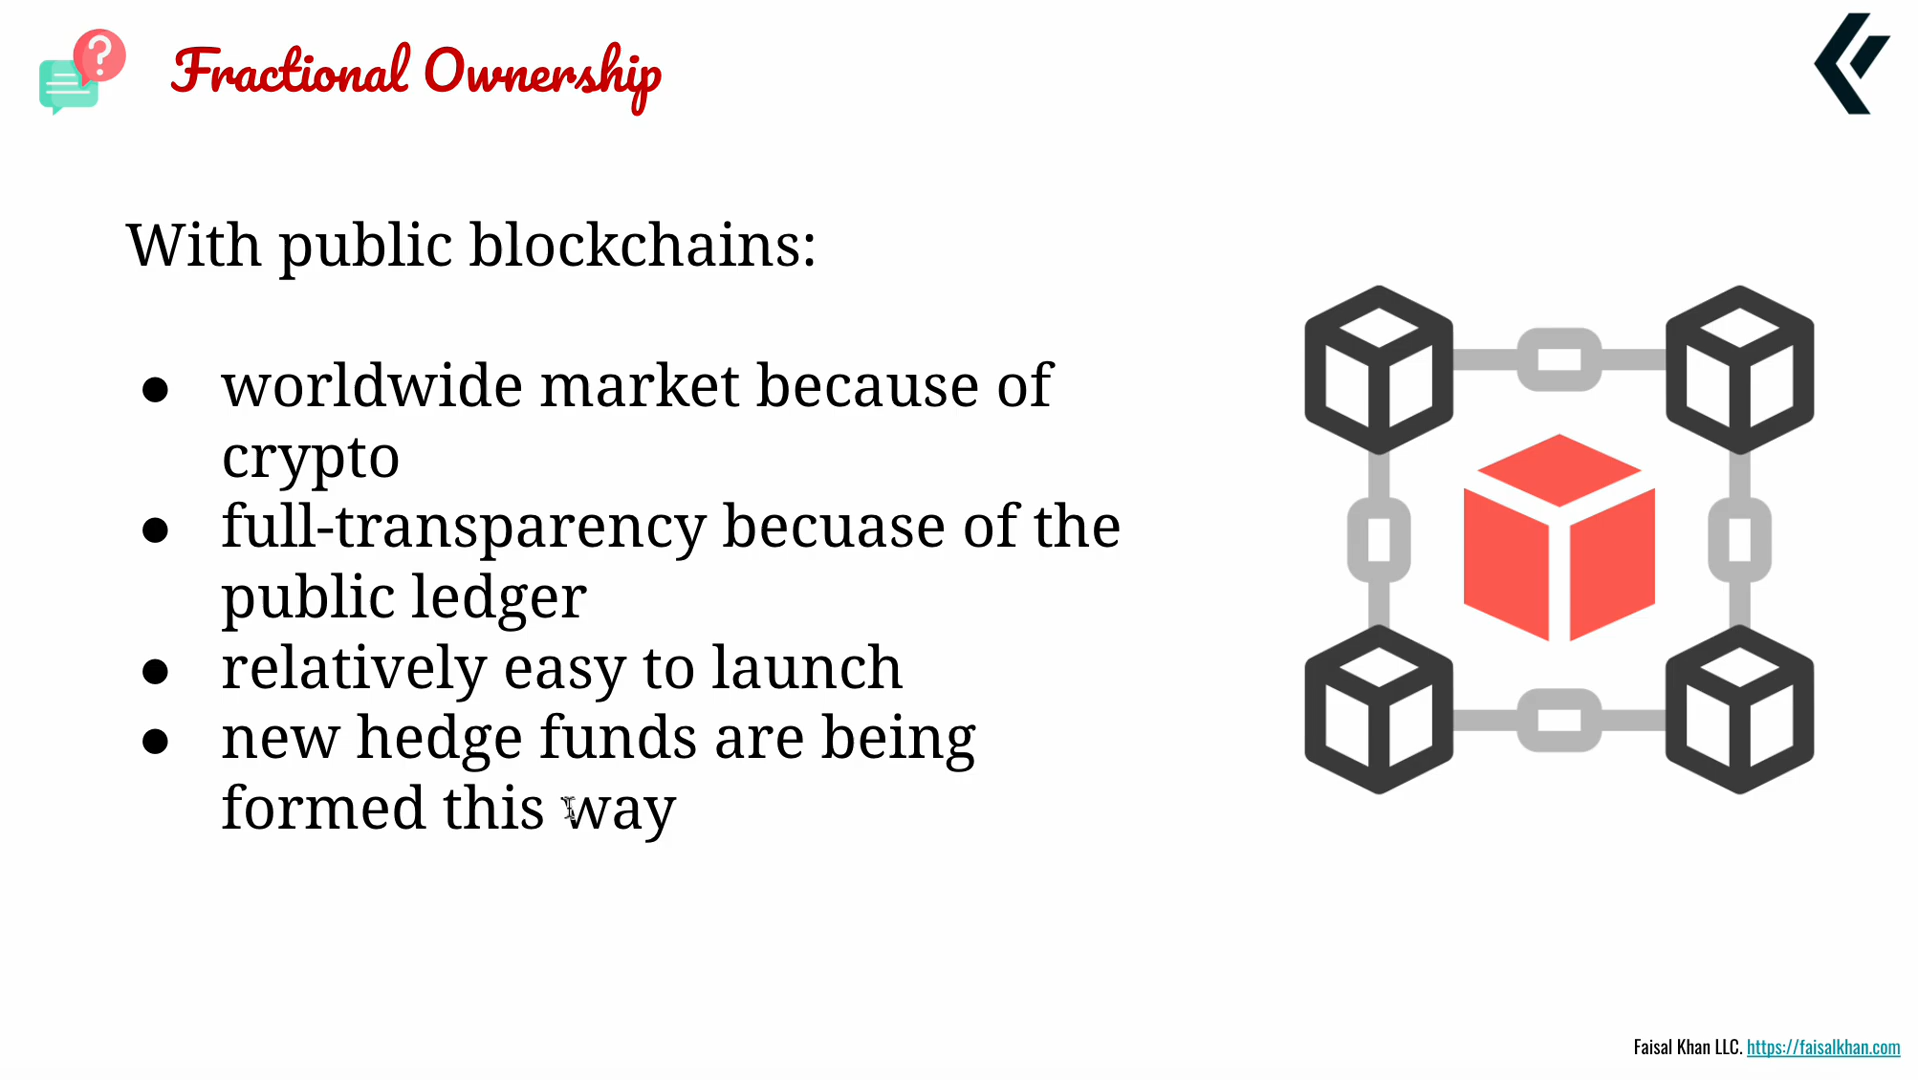 Fractional Ownership
With public blockchains:
● worldwide market because of
crypto
● full-transparency becuase of the
public ledger
● relatively easy to launch
● new hedge funds are being
formed this way
Faisal Khan LLC. https://faisalkhan.com